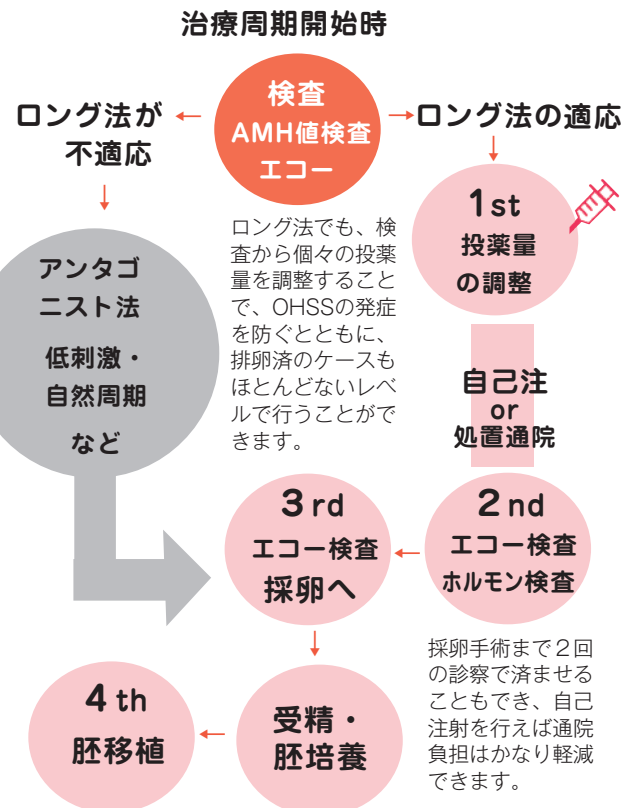 治療周期開始時
検査
AMH値検査
エコー
ロング法が
不適応
ロング法の適応
アンタゴ
ニスト法
低刺激・
自然周期
など
ロング法でも、検
査から個々の投薬
量を調整すること
で、OHSSの発症
を防ぐとともに、
排卵済のケースも
ほとんどないレベ
ルで行うことがで
きます。
1st
投薬量
の調整
自己注
or
処置通院
2nd
エコー検査
ホルモン検査
3rd
エコー検査
採卵へ
採卵手術まで2回
の診察で済ませる
こともでき、自己
注射を行えば通院
負担はかなり軽減
できます。
受精・
胚培養
4th
胚移植